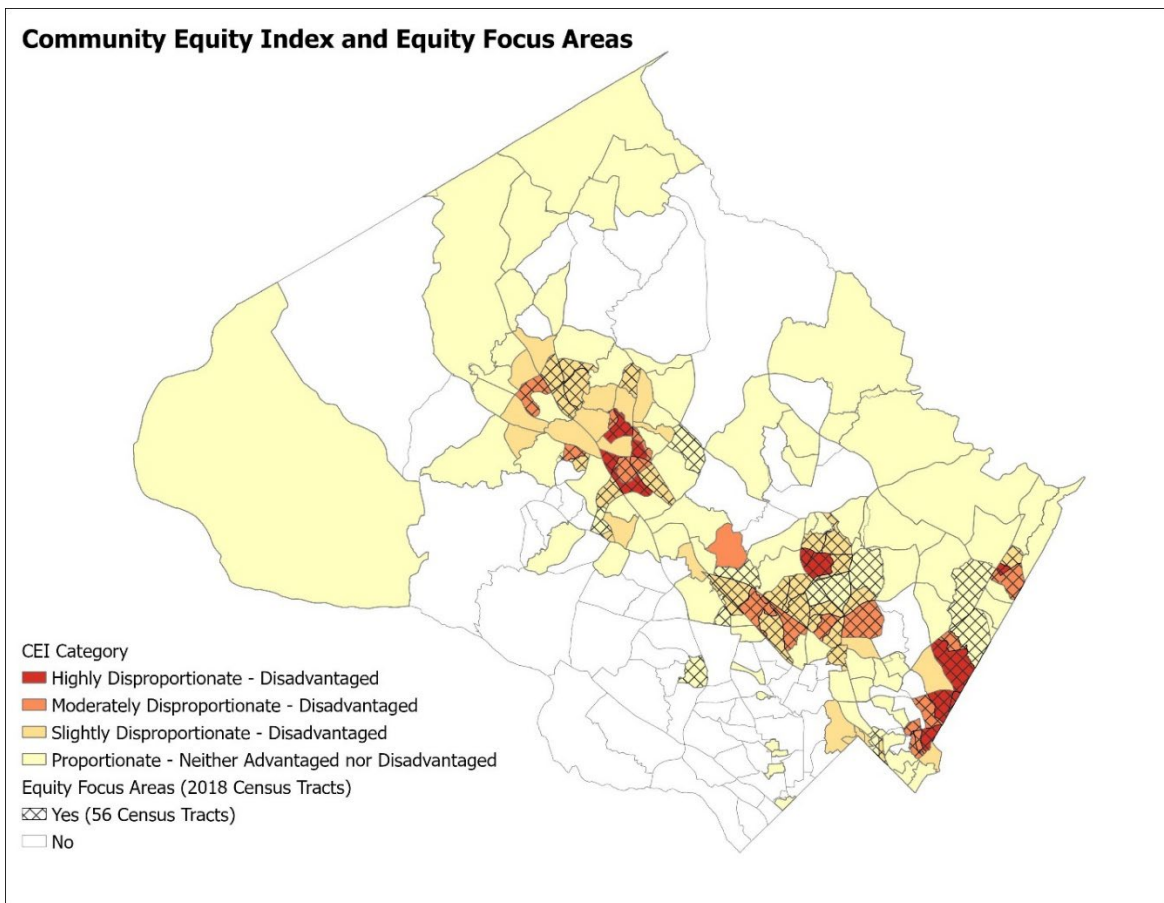 Community Equity Index and Equity Focus Areas
CEI Category
Highly Disproportionate - Disadvantaged
Moderately Disproportionate - Disadvantaged
Slightly Disproportionate - Disadvantaged
Proportionate - Neither Advantaged nor Disadvantaged
Equity Focus Areas (2018 Census Tracts)
Yes (56 Census Tracts)
No